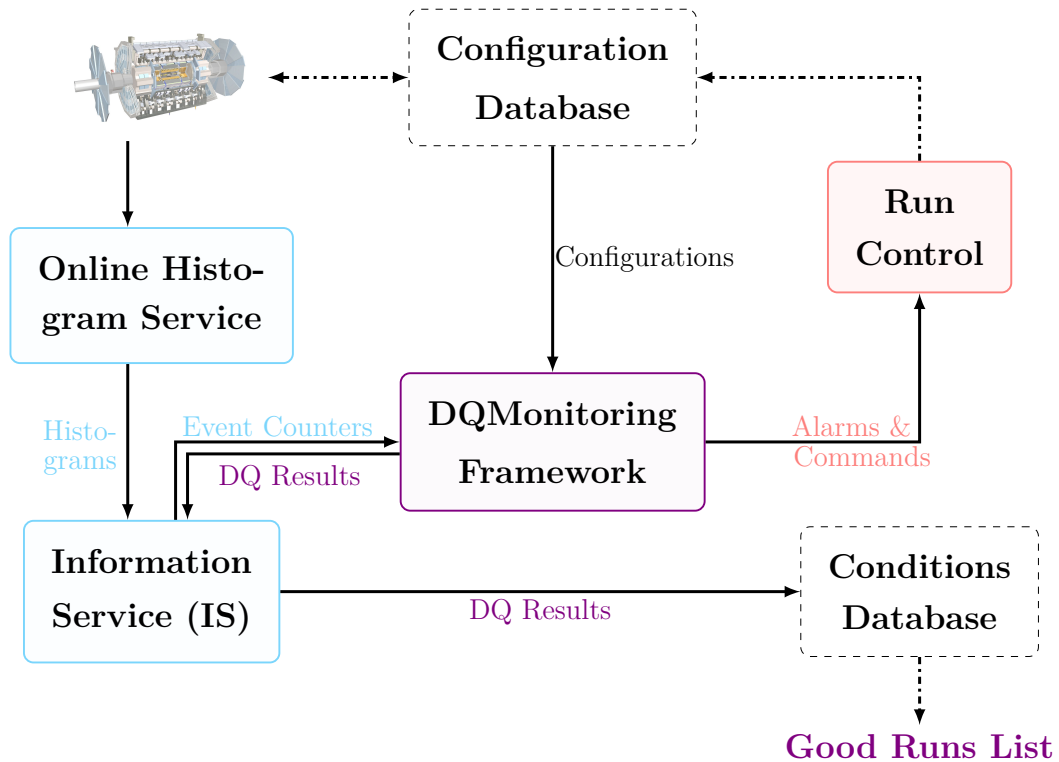 Configuration
Database
Run
Control
Online Histo-
gram Service
Configurations
Histo-
grams
Event Counters
DQ Results
DQMonitoring
Framework
Alarms &
Commands
Information
Service (IS)
DQ Results
Conditions
Database
Good Runs List